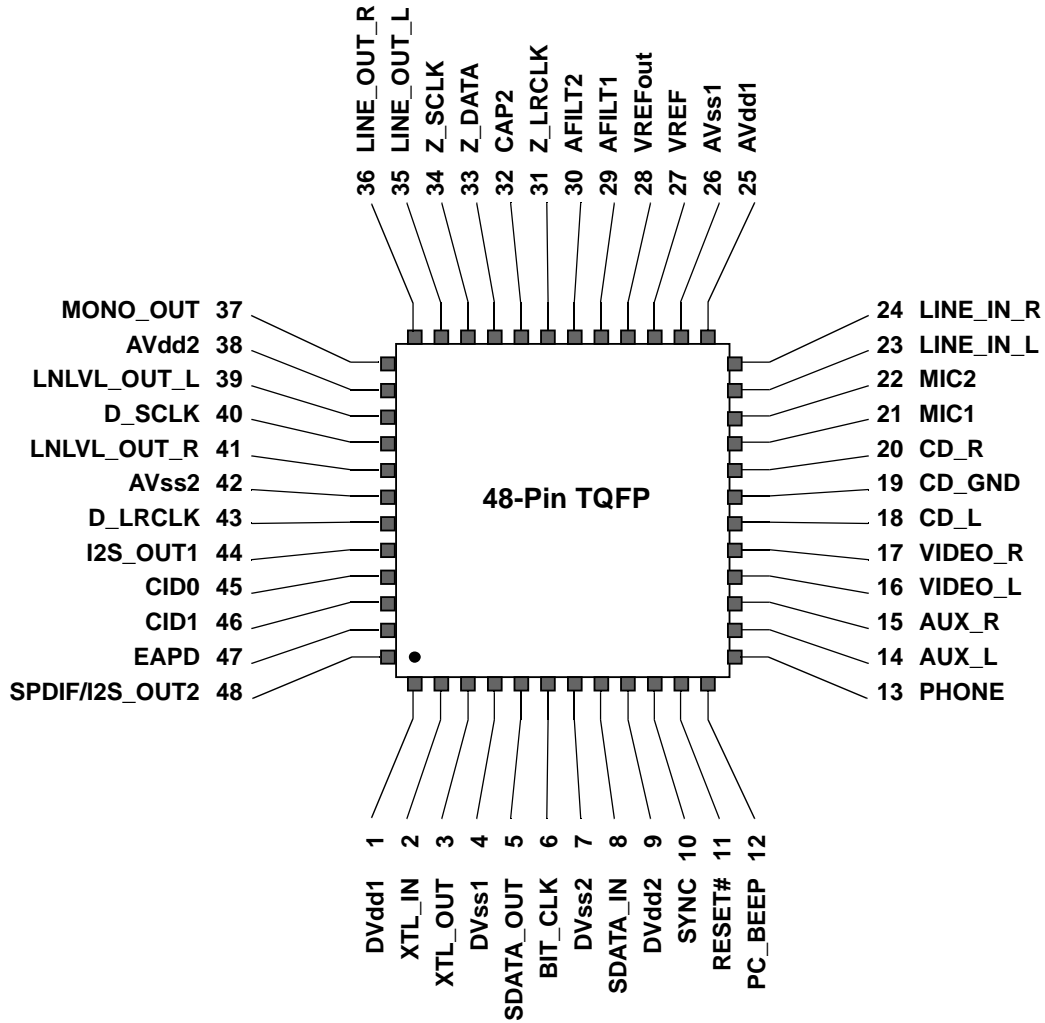 36 LINE_OUT_R
35 LINE_OUT_L
34 Z_SCLK
33 Z_DATA
32 CAP2
31 Z_LRCLK
30 AFILT2
29 AFILT1
28 VREFout
27 VREF
26 AVss1
25 AVdd1
MONO_OUT 37
AVdd2 38
LNLVL_OUT_L 39
D_SCLK 40
LNLVL_OUT_R 41
AVss2 42
D_LRCLK 43
I2S_OUT1 44
CID0 45
CID1 46
EAPD 47
SPDIF/I2S_OUT2 48
48-Pin TQFP
24 LINE_IN_R
23 LINE_IN_L
22 MIC2
21 MIC1
20 CD_R
19 CD_GND
18 CD_L
17 VIDEO_R
16 VIDEO_L
15 AUX_R
14 AUX_L
13 PHONE
DVdd1 1
XTL_IN 2
XTL_OUT 3
DVss1 4
SDATA_OUT 5
BIT_CLK 6
DVss2 7
SDATA_IN 8
DVdd2 9
SYNC 10
RESET# 11
PC_BEEP 12